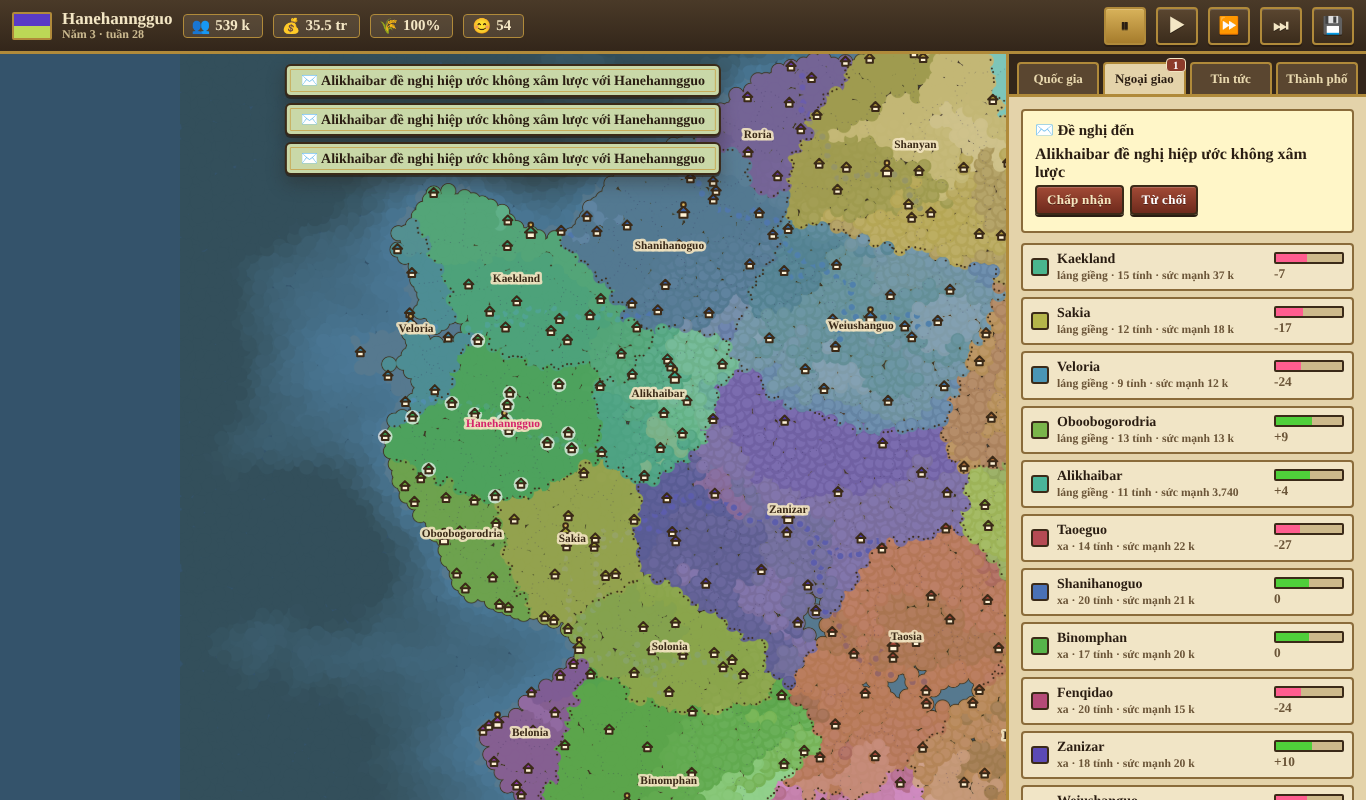 Hanehannngguo
Năm 3 · tuần 28
539 k
35.5 tr
100%
54
Alikhaibar đề nghị hiệp ước không xâm lược với Hanehannngguo
Alikhaibar đề nghị hiệp ước không xâm lược với Hanehannngguo
Alikhaibar đề nghị hiệp ước không xâm lược với Hanehannngguo
Roria
Shanyan
Shanihanoguo
Kaekland
Veloria
Weiushanguo
Alikhaibar
Hanehannngguo
Zanizar
Oboobogorodria
Sakia
Taosia
Solonia
Belonia
Binomphan
Quốc gia
Ngoại giao
1
Tin tức
Thành phố
Đề nghị đến
Alikhaibar đề nghị hiệp ước không xâm
lược
Chấp nhận
Từ chối
Kaekland
láng giềng · 15 tỉnh · sức mạnh 37 k
-7
Sakia
láng giềng · 12 tỉnh · sức mạnh 18 k
-17
Veloria
láng giềng · 9 tỉnh · sức mạnh 12 k
-24
Oboobogorodria
láng giềng · 13 tỉnh · sức mạnh 13 k
+9
Alikhaibar
láng giềng · 11 tỉnh · sức mạnh 3.740
+4
Taoeguo
xa · 14 tỉnh · sức mạnh 22 k
-27
Shanihanoguo
xa · 20 tỉnh · sức mạnh 21 k
0
Binomphan
xa · 17 tỉnh · sức mạnh 20 k
0
Fenqidao
xa · 20 tỉnh · sức mạnh 15 k
-24
Zanizar
xa · 18 tỉnh · sức mạnh 20 k
+10
Weiushanguo